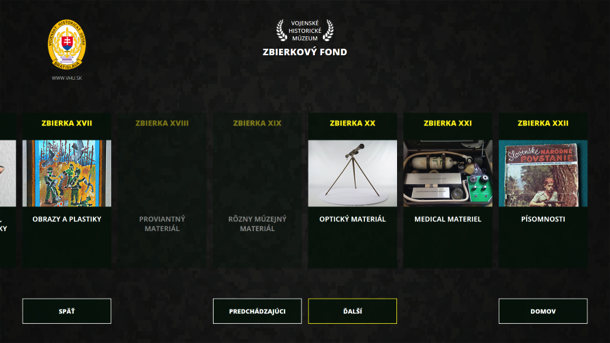 VOJENSKÉ
HISTORICKÉ
MÚZEUM
ZBIERKOVÝ FOND
WWW.VHU.SK
ZBIERKA XVII
ZBIERKA XVIII
ZBIERKA XIX
ZBIERKA XX
ZBIERKA XXI
ZBIERKA XXII
Slovenské
NÁRODNÉ
POVSTANIE
KY
OBRAZY A PLASTIKY
PROVIANTNÝ
MATERIÁL
RÔZNY MÚZEJNÝ
MATERIÁL
OPTICKÝ MATERIÁL
MEDICAL MATERIEL
PÍSOMNOSTI
SPÄŤ
PREDCHÁDZAJÚCI
ĎALŠÍ
DOMOV